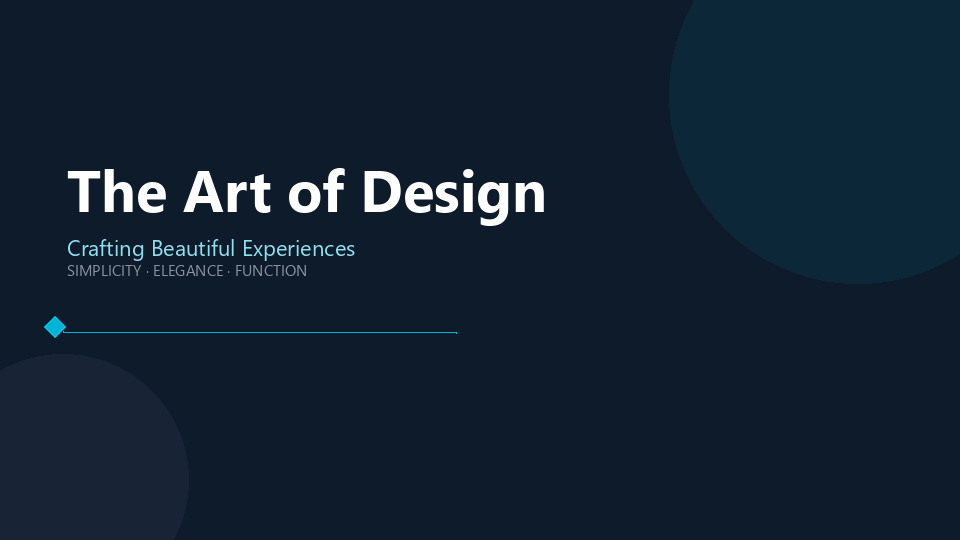 The Art of Design
Crafting Beautiful Experiences
SIMPLICITY · ELEGANCE · FUNCTION